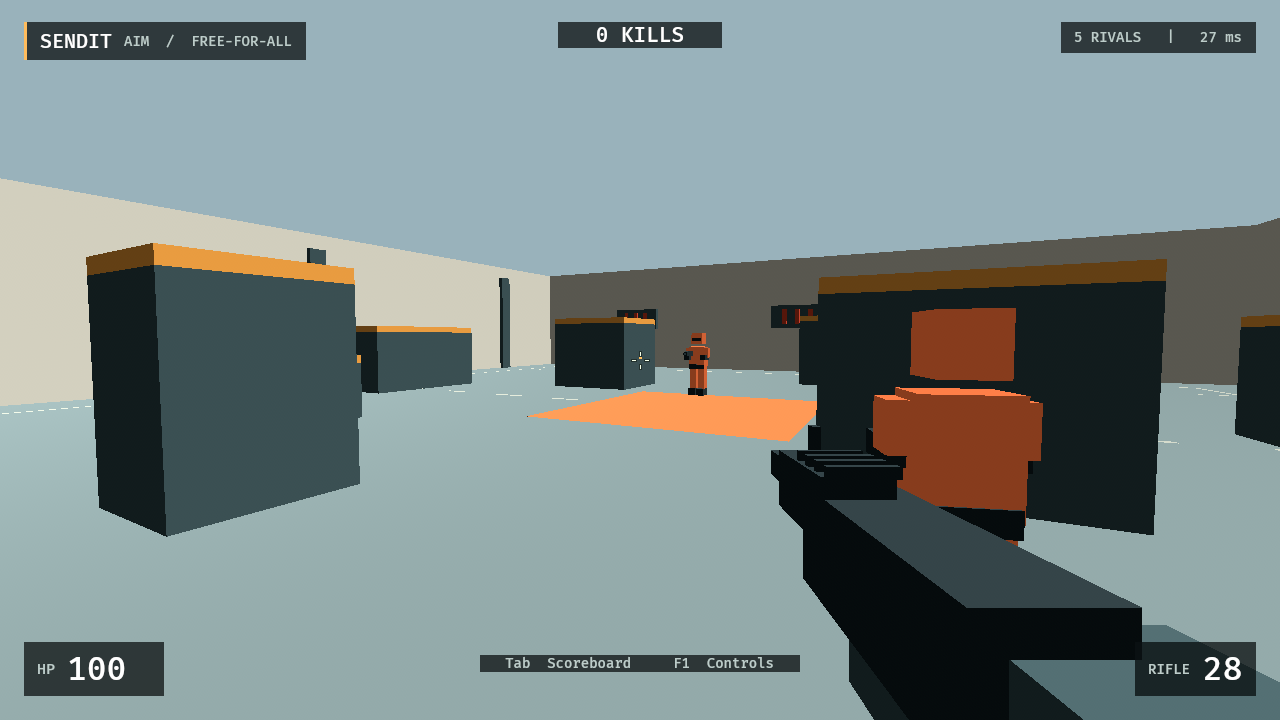 SENDIT AIM / FREE-FOR-ALL
0 KILLS
5 RIVALS | 27 ms
HP 100
Tab Scoreboard F1 Controls
RIFLE 28